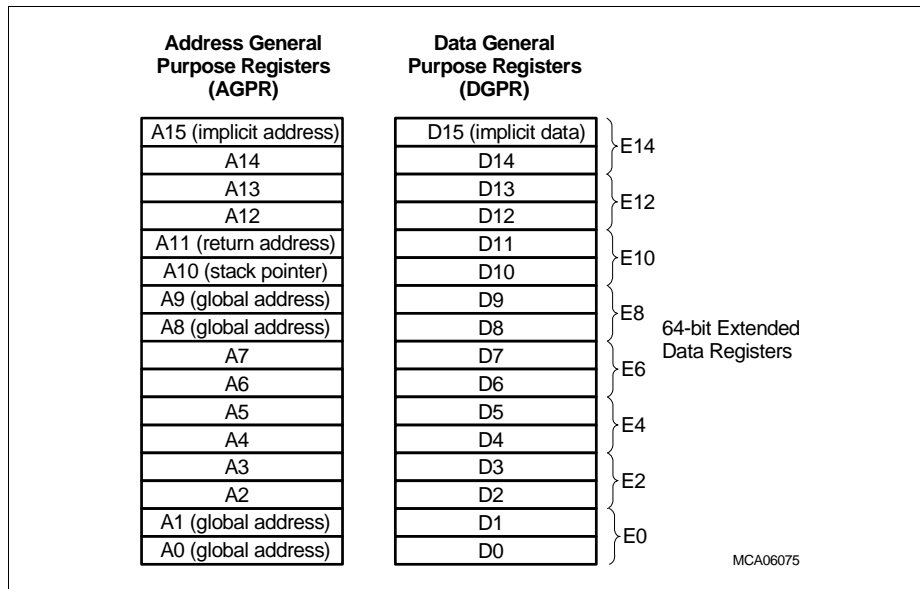 Address General
Purpose Registers
(AGPR)
Data General
Purpose Registers
(DGPR)
A15 (implicit address)
D15 (implicit data)
E14
A14
D14
A13
D13
E12
A12
D12
A11 (return address)
D11
E10
A10 (stack pointer)
D10
A9 (global address)
D9
E8
A8 (global address)
D8
64-bit Extended
Data Registers
A7
D7
E6
A6
D6
A5
D5
E4
A4
D4
A3
D3
E2
A2
D2
A1 (global address)
D1
E0
A0 (global address)
D0
MCA06075